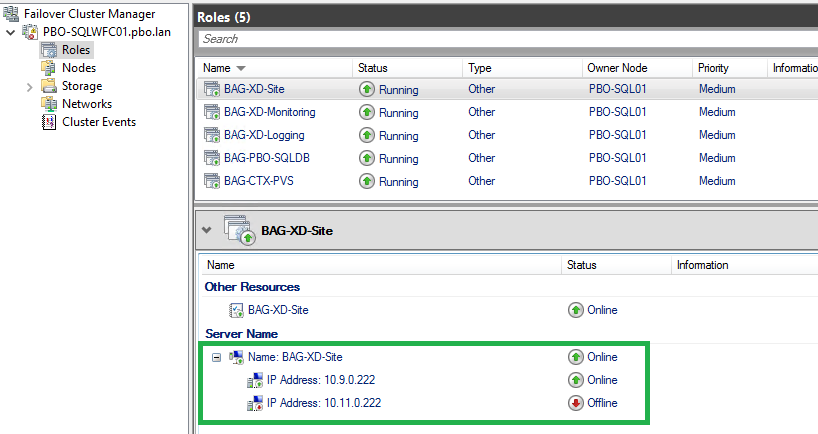 Failover Cluster Manager
PBO-SQLWFC01.pbo.lan
Roles
Nodes
Storage
Networks
Cluster Events
Roles (5)
Search
Name Status Type Owner Node Priority Informatio
BAG-XD-Site Running Other PBO-SQL01 Medium
BAG-XD-Monitoring Running Other PBO-SQL01 Medium
BAG-XD-Logging Running Other PBO-SQL01 Medium
BAG-PBO-SQLDB Running Other PBO-SQL01 Medium
BAG-CTX-PVS Running Other PBO-SQL01 Medium
BAG-XD-Site
Name Status Information
Other Resources
BAG-XD-Site Online
Server Name
Name: BAG-XD-Site Online
IP Address: 10.9.0.222 Online
IP Address: 10.11.0.222 Offline